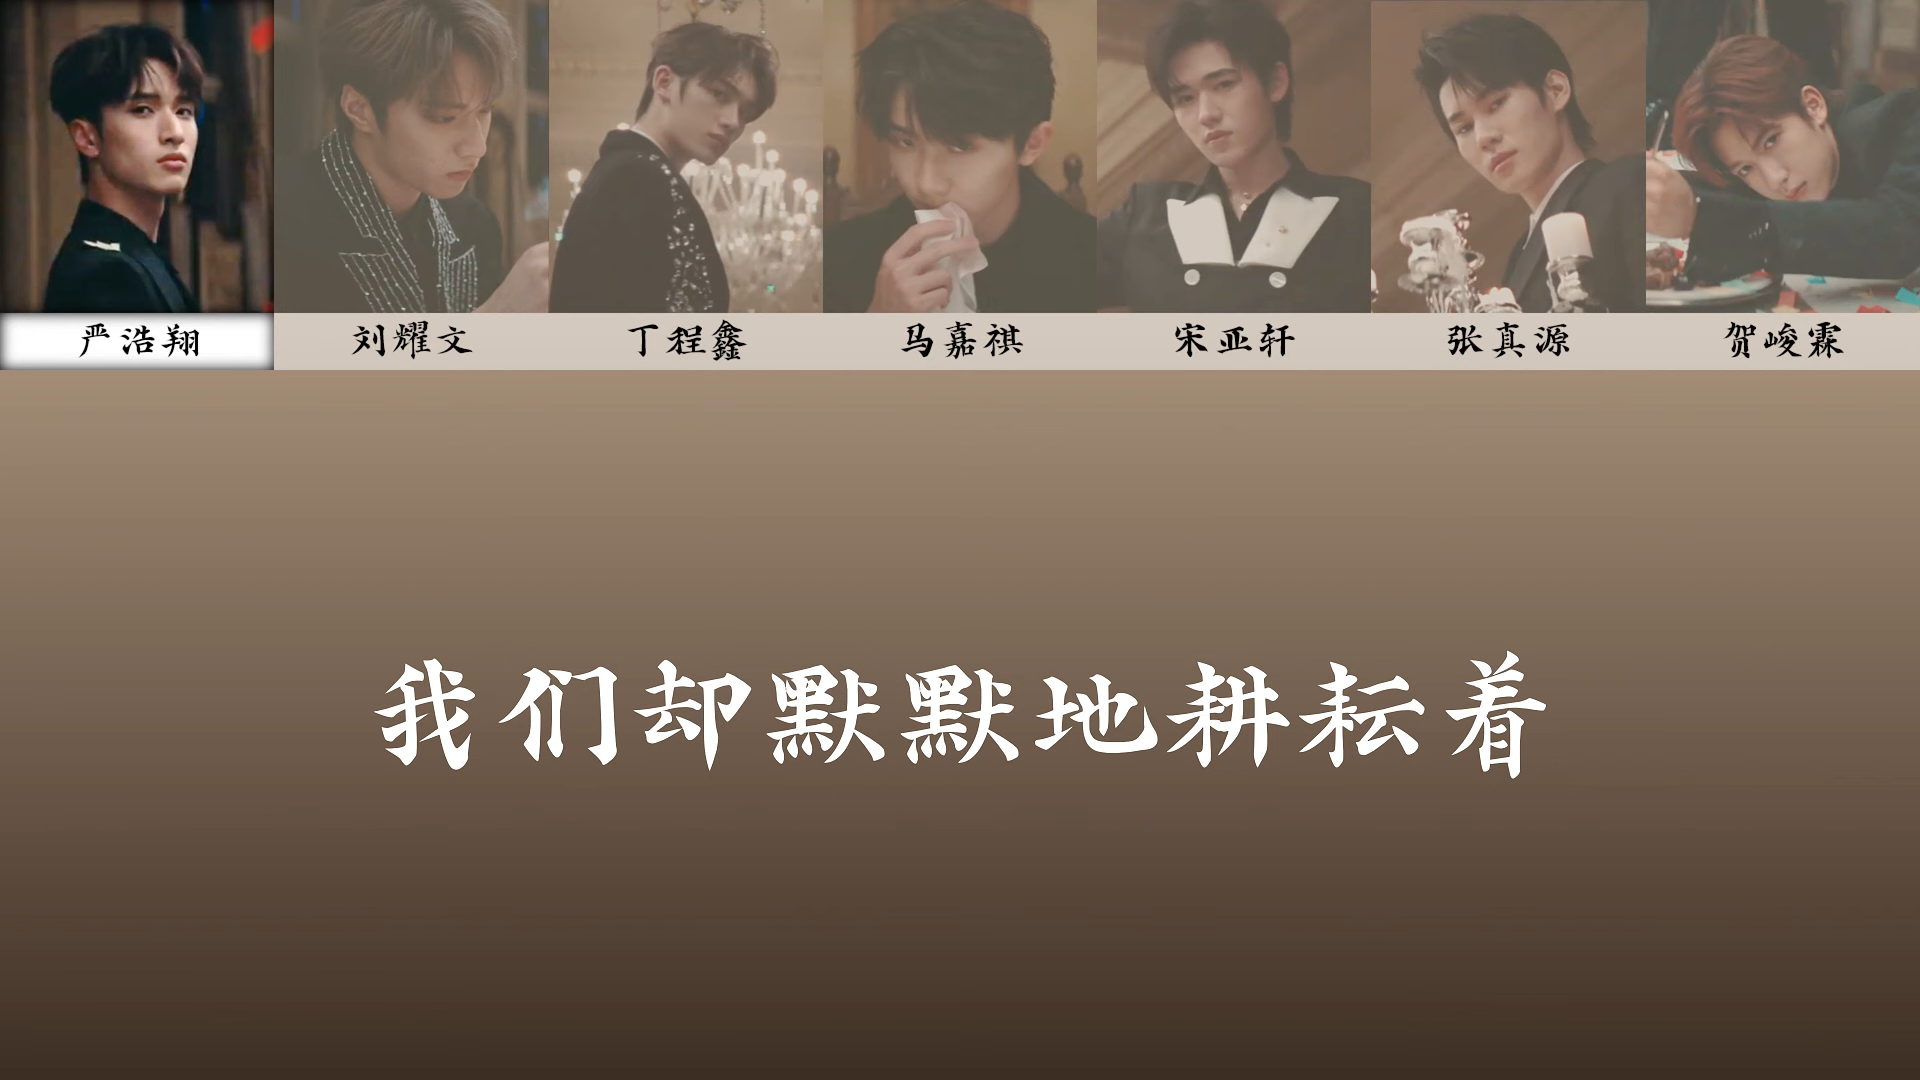 严浩翔
刘耀文
丁程鑫
马嘉祺
宋亚轩
张真源
贺峻霖
我们却默默地耕耘着